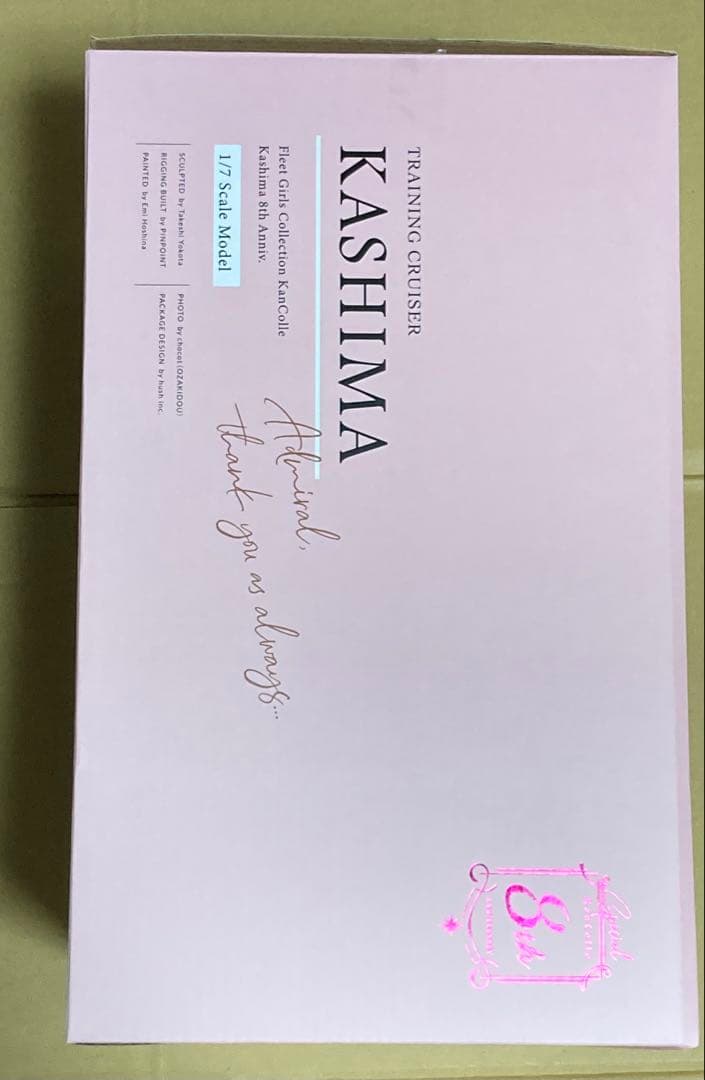 TRAINING CRUISER
KASHIMA
Fleet Girls Collection KanColle
Kashima 8th Anniv.
1/7 Scale Model
SCULPTED by Takeshi Yokota
RIGGING BUILT by PINPOINT
PAINTED by Emi Hoshina
PHOTO by chocot (OZAKIDOU)
PACKAGE DESIGN by hush inc.
Admiral,
thank you as always...
8th